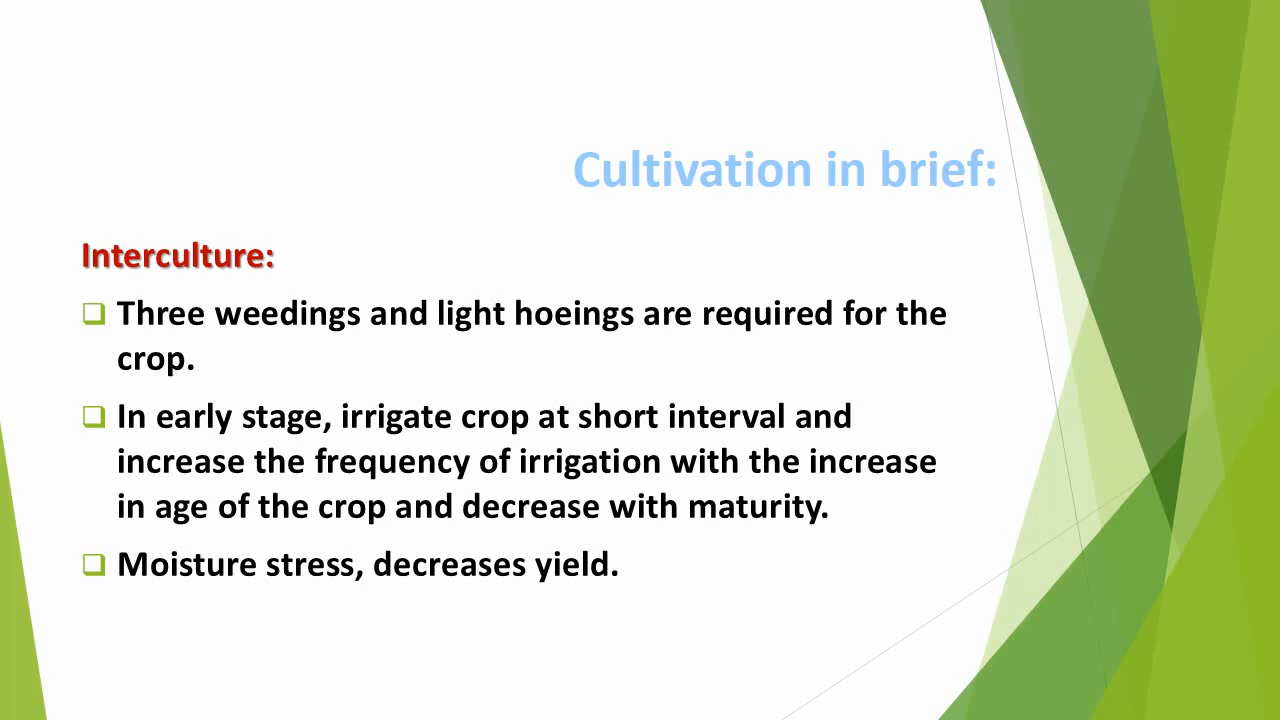 Cultivation in brief:
Interculture:
Three weedings and light hoeings are required for the
crop.
In early stage, irrigate crop at short interval and
increase the frequency of irrigation with the increase
in age of the crop and decrease with maturity.
Moisture stress, decreases yield.